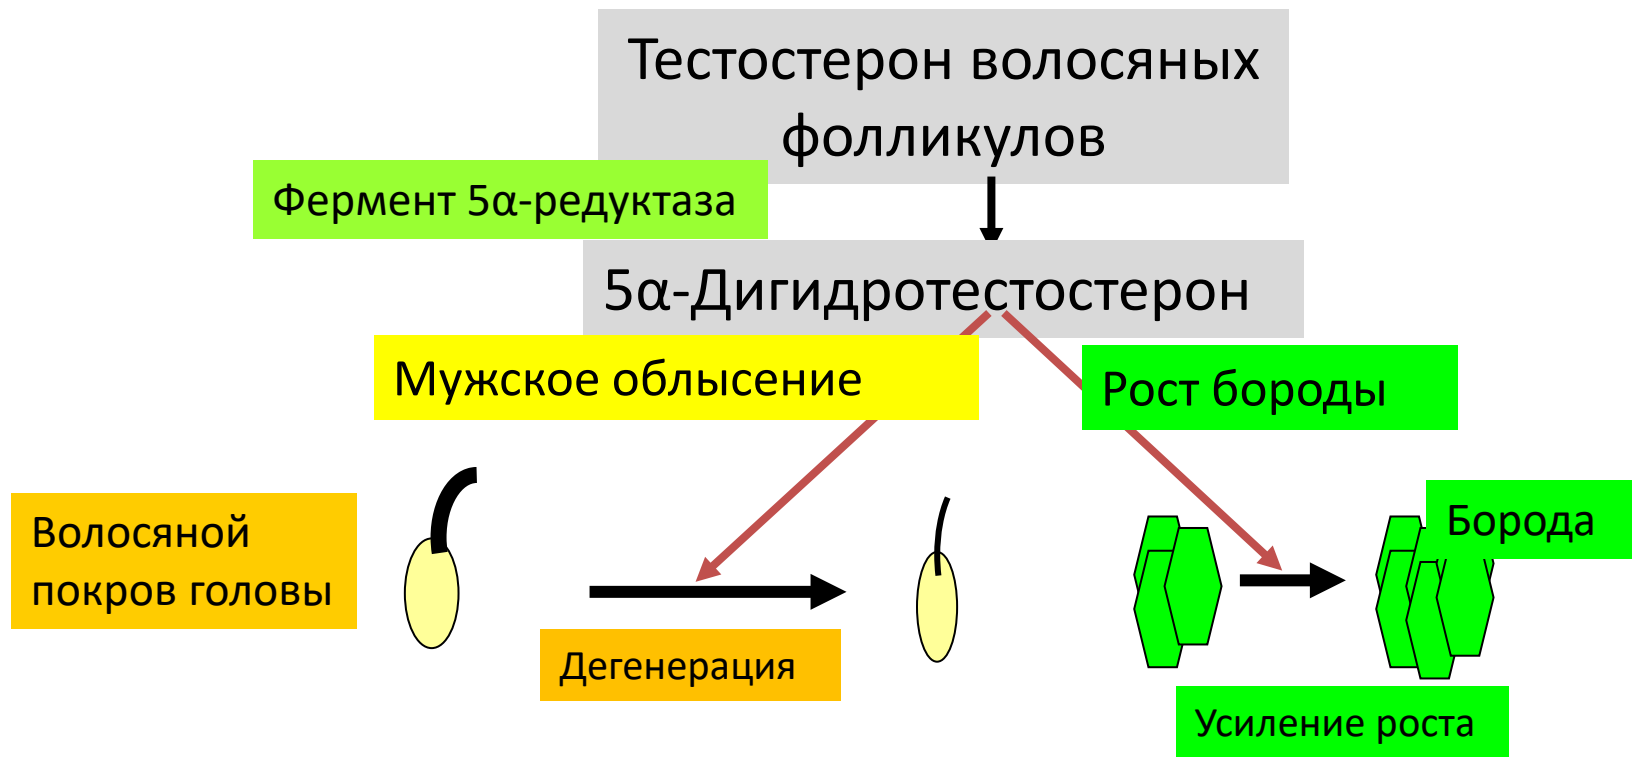 Тестостерон волосяных
фолликулов
Фермент 5α-редуктаза
5α-Дигидротестостерон
Мужское облысение
Рост бороды
Волосяной
покров головы
Борода
Дегенерация
Усиление роста